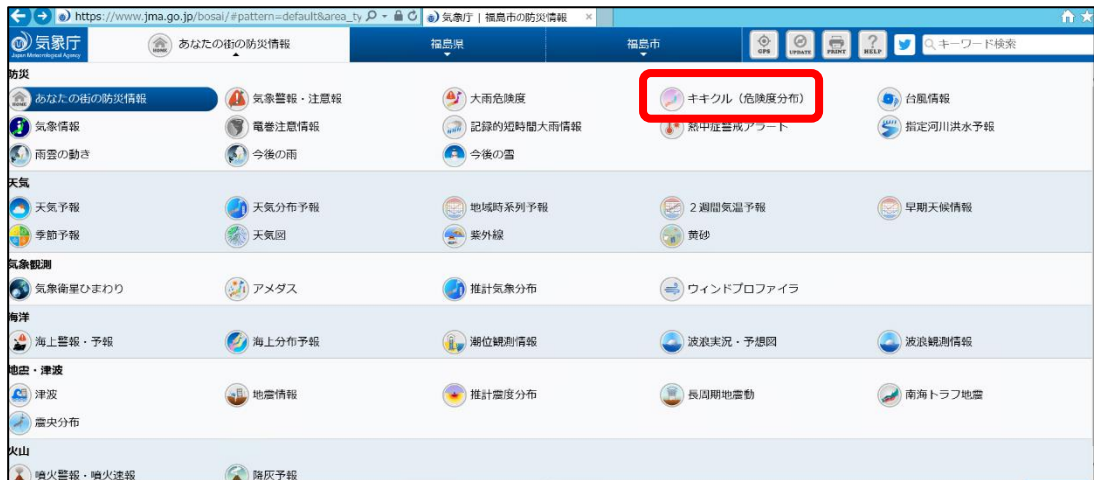 https://www.jma.go.jp/bosai/#pattern=default&area_ty 気象庁 | 福島市の防災情報 ×
気象庁 Japan Meteorological Agency HOME あなたの街の防災情報 福島県 福島市 GPS UPDATE PRINT HELP キーワード検索
防災
HOME あなたの街の防災情報 気象警報・注意報 大雨危険度 キキクル（危険度分布） 台風情報
気象情報 竜巻注意情報 記録的短時間大雨情報 熱中症警戒アラート 指定河川洪水予報
雨雲の動き 今後の雨 今後の雪
天気
天気予報 天気分布予報 地域時系列予報 2週間気温予報 早期天候情報
季節予報 天気図 紫外線 黄砂
気象観測
気象衛星ひまわり アメダス 推計気象分布 ウィンドプロファイラ
海洋
海上警報・予報 海上分布予報 潮位観測情報 波浪実況・予想図 波浪観測情報
地震・津波
津波 地震情報 推計震度分布 長周期地震動 南海トラフ地震
震央分布
火山
噴火警報・噴火速報 降灰予報